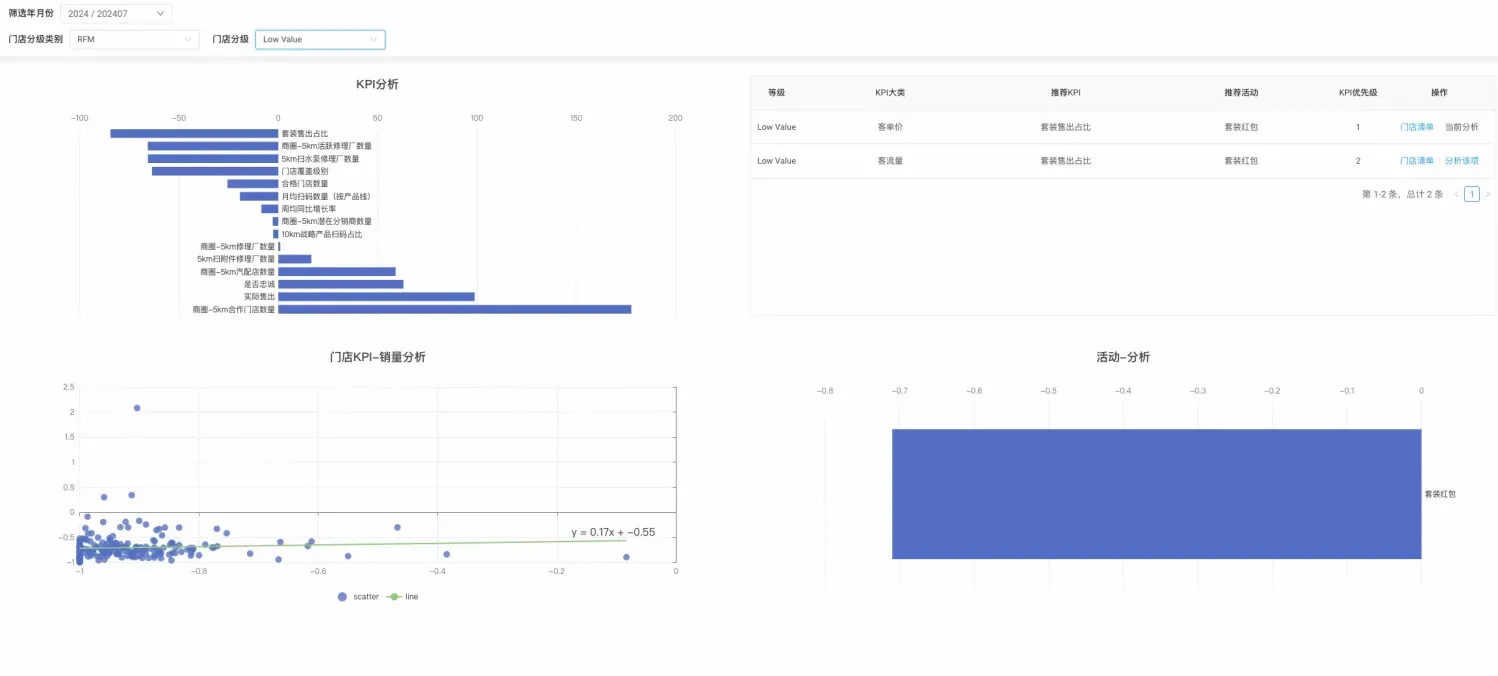 筛选年月份 2024 / 202407
门店分级类别 RFM 门店分级 Low Value
KPI分析
-100 -50 0 50 100 150 200
套装售出占比
商圈-5km活跃修理厂数量
5km扫水泵修理厂数量
门店覆盖级别
合格门店数量
月均扫码数量（按产品线）
周均同比增长率
商圈-5km潜在分销商数量
10km战略产品扫码占比
商圈-5km修理厂数量
5km扫附件修理厂数量
商圈-5km汽配店数量
是否忠诚
实际售出
商圈-5km合作门店数量
等级 KPI大类 推荐KPI 推荐活动 KPI优先级 操作
Low Value 客单价 套装售出占比 套装红包 1 门店清单 当前分析
Low Value 客流量 套装售出占比 套装红包 2 门店清单 分析该项
第 1-2 条，总计 2 条 < 1 >
门店KPI-销量分析
2.5
2
1.5
1
0.5
0
-0.5
-1
y = 0.17x + -0.55
-1 -0.8 -0.6 -0.4 -0.2 0
scatter line
活动-分析
-0.8 -0.7 -0.6 -0.5 -0.4 -0.3 -0.2 -0.1 0
套装红包